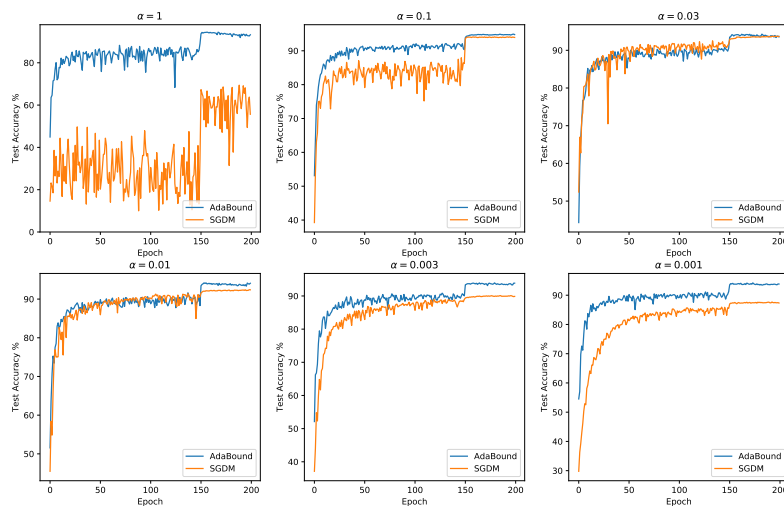 α = 1
Test Accuracy %
80
60
40
20
0
0 50 100 150 200
Epoch
AdaBound
SGDM
α = 0.1
Test Accuracy %
90
80
70
60
50
40
0 50 100 150 200
Epoch
AdaBound
SGDM
α = 0.03
Test Accuracy %
90
80
70
60
50
0 50 100 150 200
Epoch
AdaBound
SGDM
α = 0.01
Test Accuracy %
90
80
70
60
50
0 50 100 150 200
Epoch
AdaBound
SGDM
α = 0.003
Test Accuracy %
90
80
70
60
50
40
0 50 100 150 200
Epoch
AdaBound
SGDM
α = 0.001
Test Accuracy %
90
80
70
60
50
40
30
0 50 100 150 200
Epoch
AdaBound
SGDM